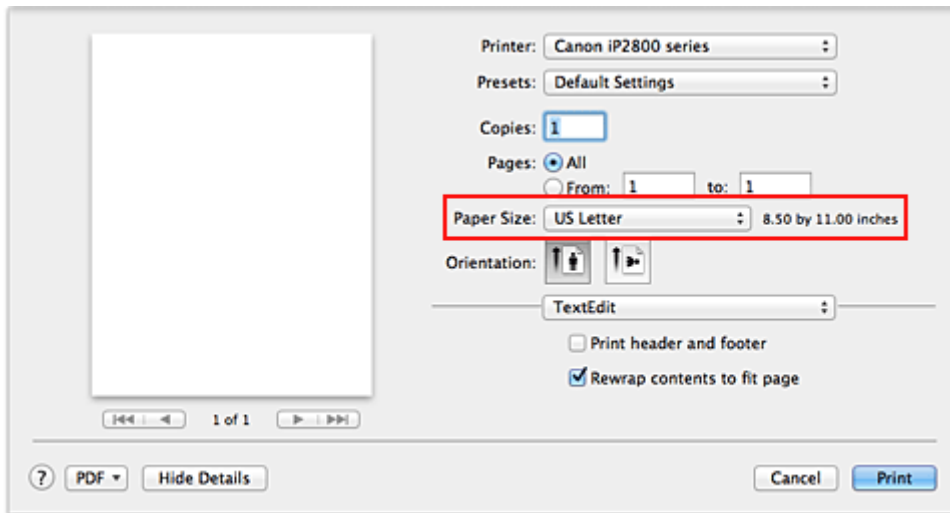 Printer: Canon iP2800 series
Presets: Default Settings
Copies: 1
Pages: All
From: 1 to: 1
Paper Size: US Letter 8.50 by 11.00 inches
Orientation:
TextEdit
Print header and footer
Rewrap contents to fit page
1 of 1
? PDF Hide Details Cancel Print